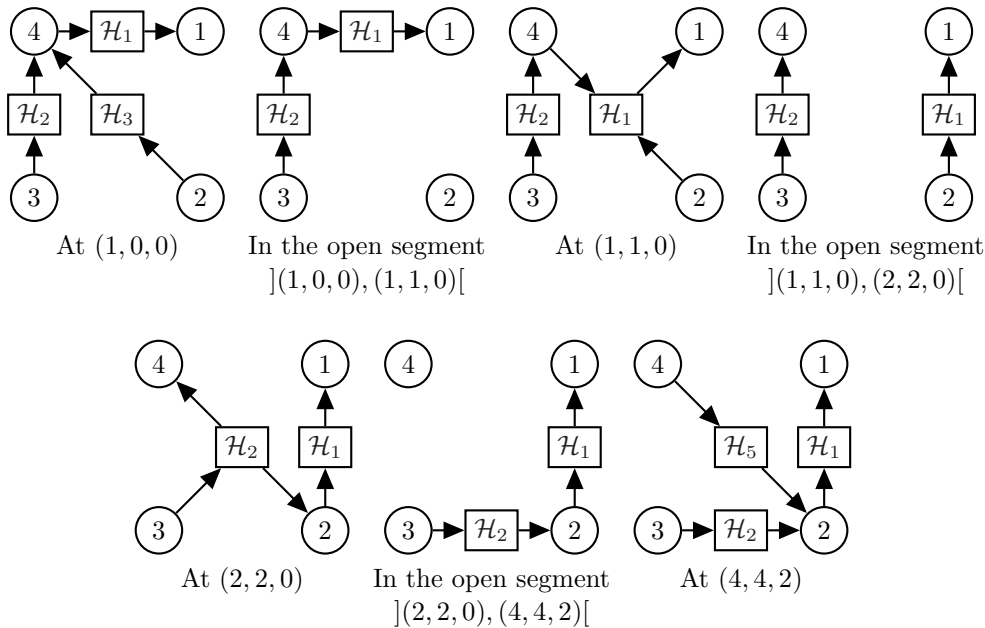 4 H₁ 1 4 H₁ 1 4 1 4 1
H₂ H₃ H₂ H₂ H₁ H₂ H₁
3 2 3 2 3 2 3 2
At (1, 0, 0)
In the open segment
](1, 0, 0), (1, 1, 0)[
At (1, 1, 0)
In the open segment
](1, 1, 0), (2, 2, 0)[
4 1 4 1 4 1
H₂ H₁ H₁ H₅ H₁
3 2 3 H₂ 2 3 H₂ 2
At (2, 2, 0)
In the open segment
](2, 2, 0), (4, 4, 2)[
At (4, 4, 2)